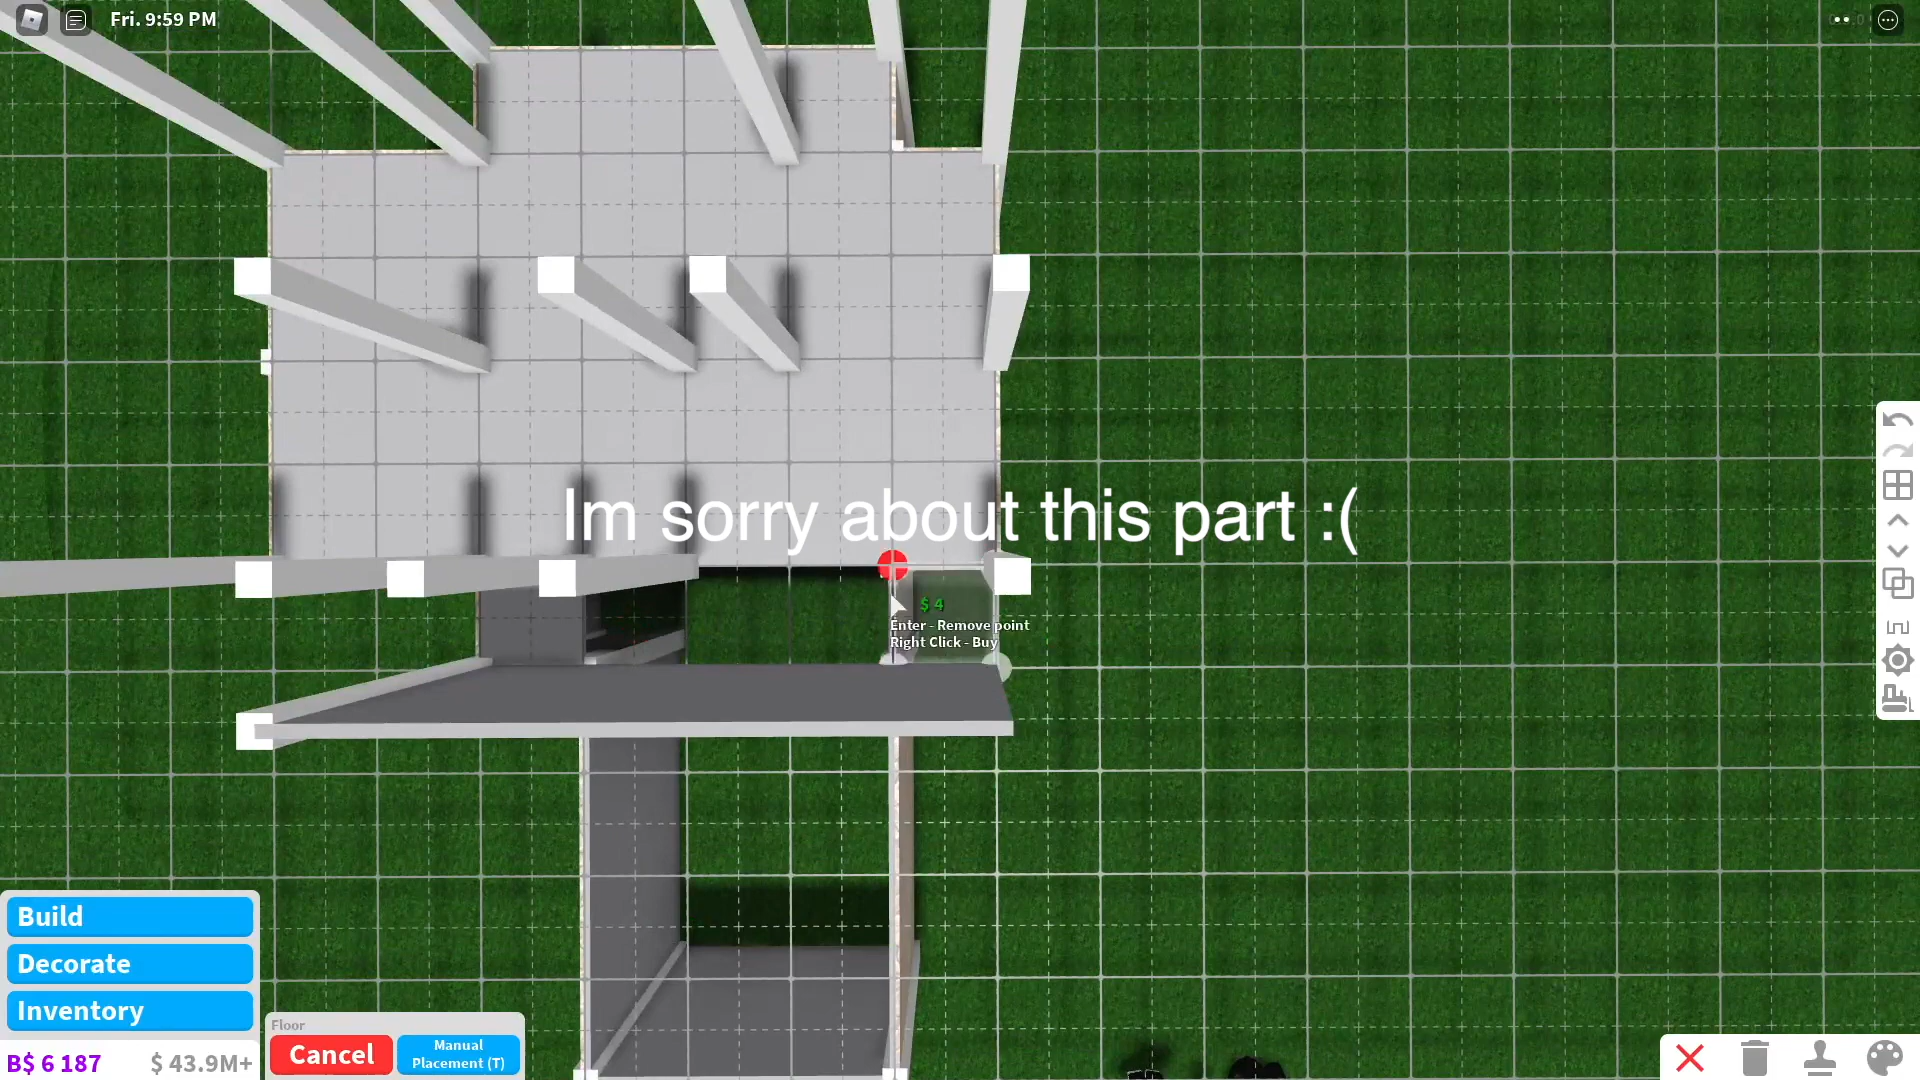 Fri. 9:59 PM
Im sorry about this part :(
$ 4
Enter - Remove point
Right Click - Buy
Build
Decorate
Inventory
B$ 6 187
$ 43.9M+
Floor
Cancel
Manual
Placement (T)